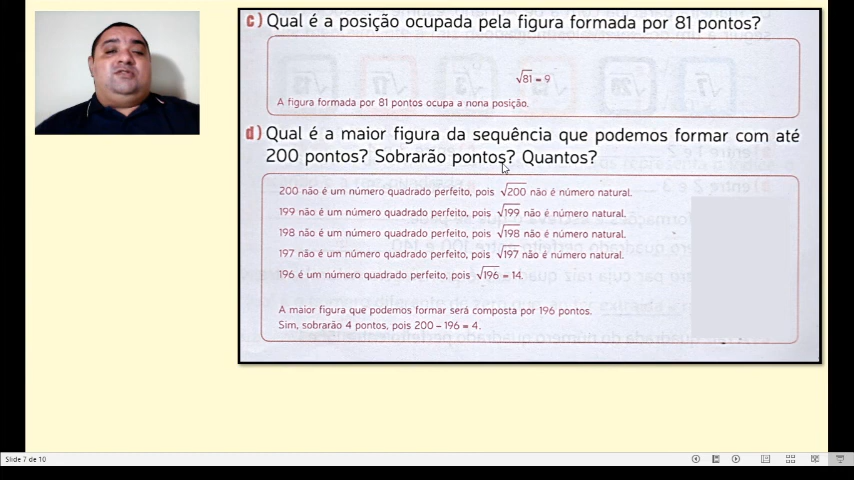 c) Qual é a posição ocupada pela figura formada por 81 pontos?
√81 = 9
A figura formada por 81 pontos ocupa a nona posição.
d) Qual é a maior figura da sequência que podemos formar com até
200 pontos? Sobrarão pontos? Quantos?
200 não é um número quadrado perfeito, pois √200 não é número natural.
199 não é um número quadrado perfeito, pois √199 não é número natural.
198 não é um número quadrado perfeito, pois √198 não é número natural.
197 não é um número quadrado perfeito, pois √197 não é número natural.
196 é um número quadrado perfeito, pois √196 = 14.
A maior figura que podemos formar será composta por 196 pontos.
Sim, sobrarão 4 pontos, pois 200 – 196 = 4.
Slide 7 de 10